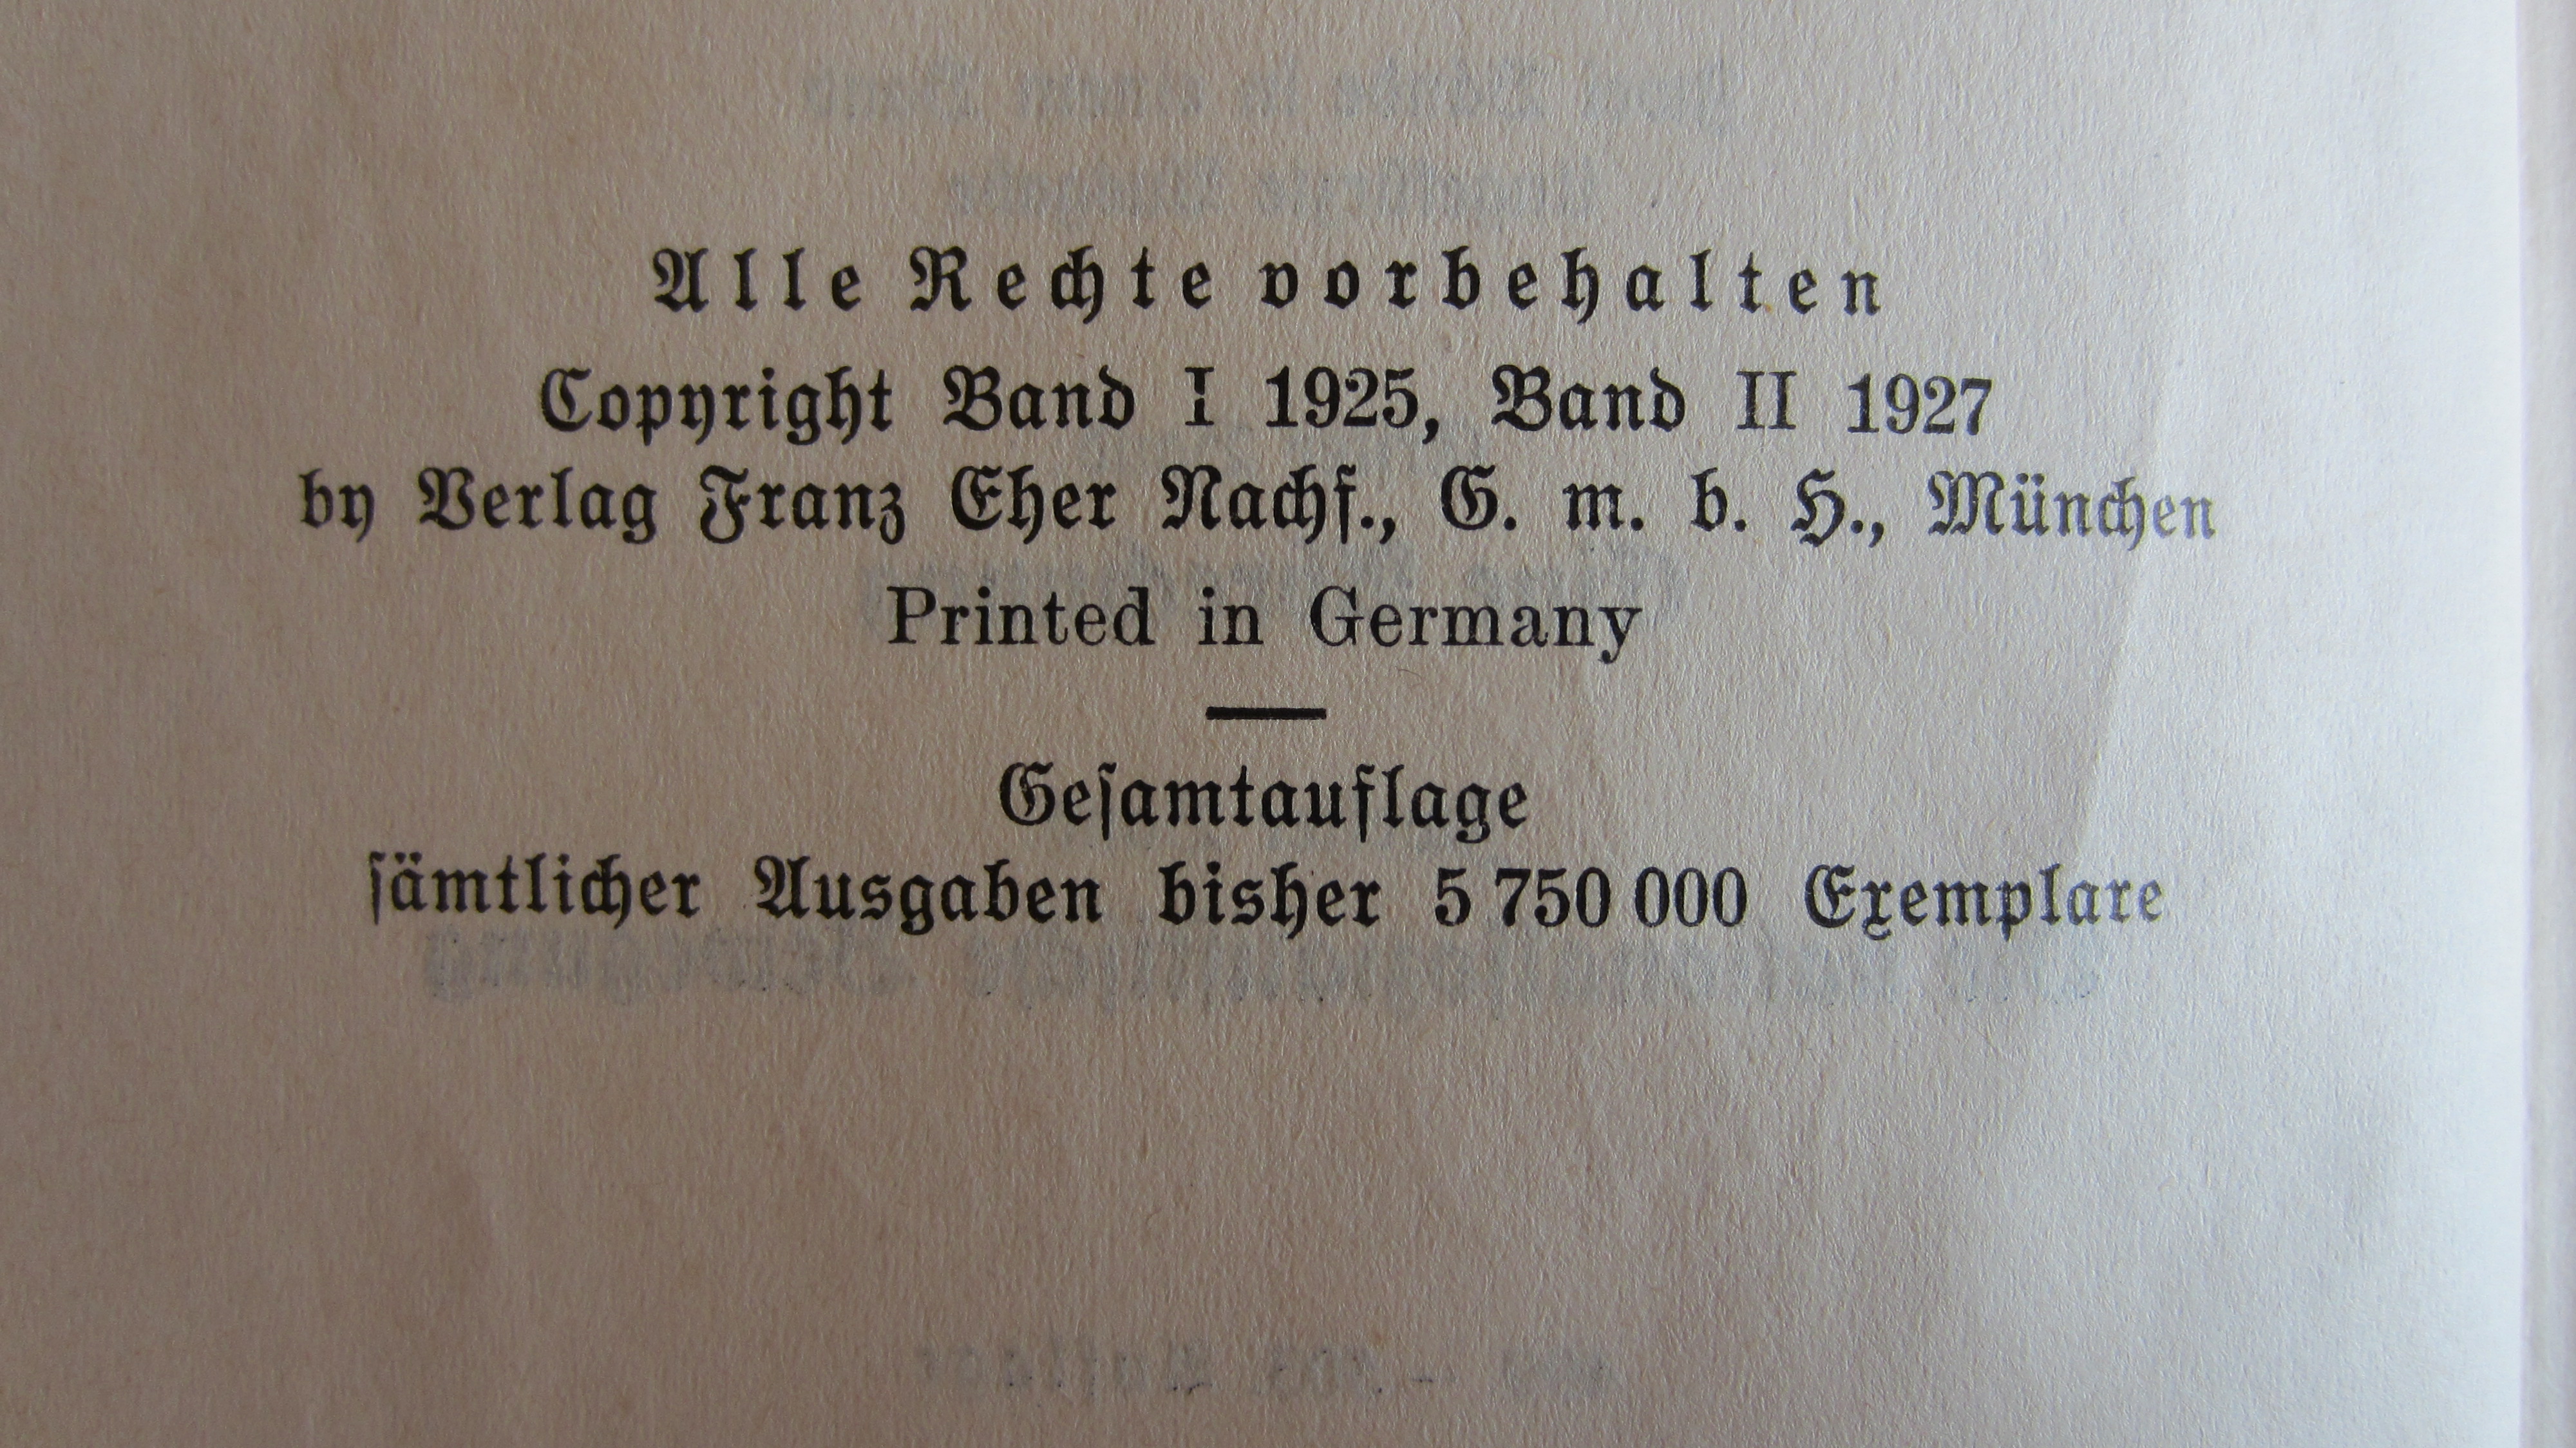 Alle Rechte vorbehalten
Copyright Band I 1925, Band II 1927
by Verlag Franz Eher Nachf., G. m. b. H., München
Printed in Germany
Geſamtauflage
ſämtlicher Ausgaben bisher 5 750 000 Exemplare